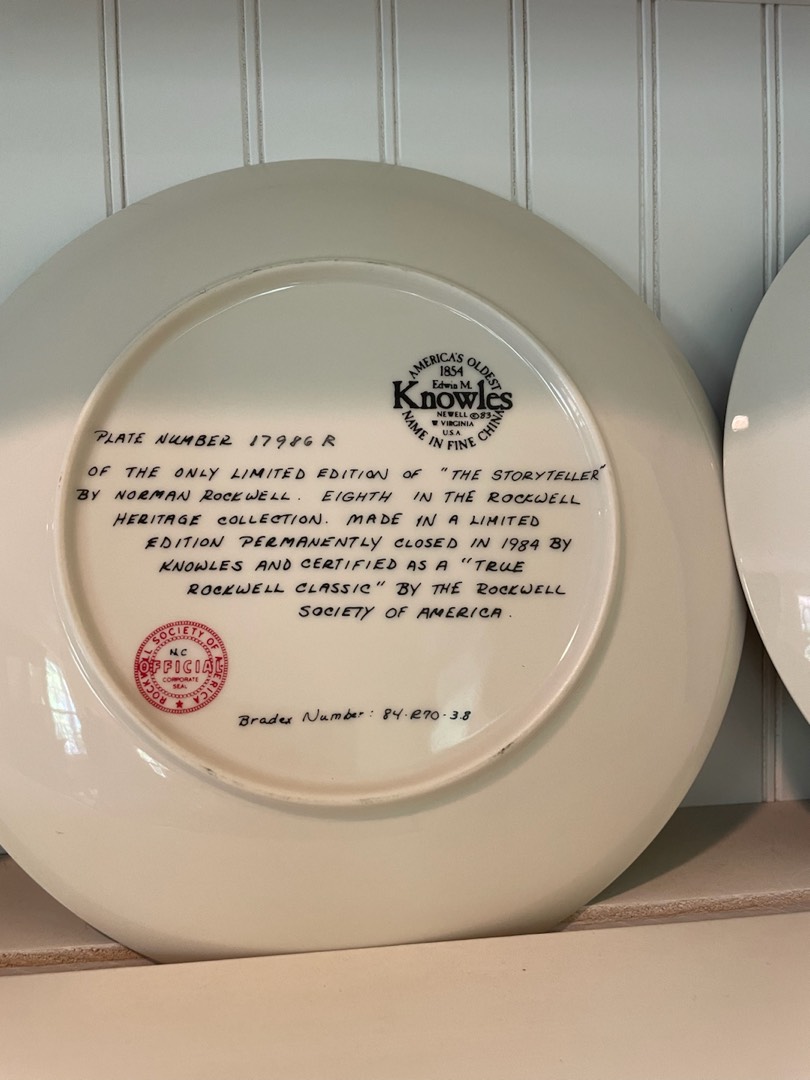 AMERICA'S OLDEST
1854
Edwin M.
Knowles
NEWELL © 83
W VIRGINIA
U.S.A
NAME IN FINE CHINA
PLATE NUMBER 17986 R
OF THE ONLY LIMITED EDITION OF "THE STORYTELLER"
BY NORMAN ROCKWELL. EIGHTH IN THE ROCKWELL
HERITAGE COLLECTION. MADE IN A LIMITED
EDITION PERMANENTLY CLOSED IN 1984 BY
KNOWLES AND CERTIFIED AS A "TRUE
ROCKWELL CLASSIC" BY THE ROCKWELL
SOCIETY OF AMERICA.
ROCKWELL SOCIETY OF AMERICA
N.C
OFFICIAL
CORPORATE
SEAL
Bradex Number: 84-R70-3.8